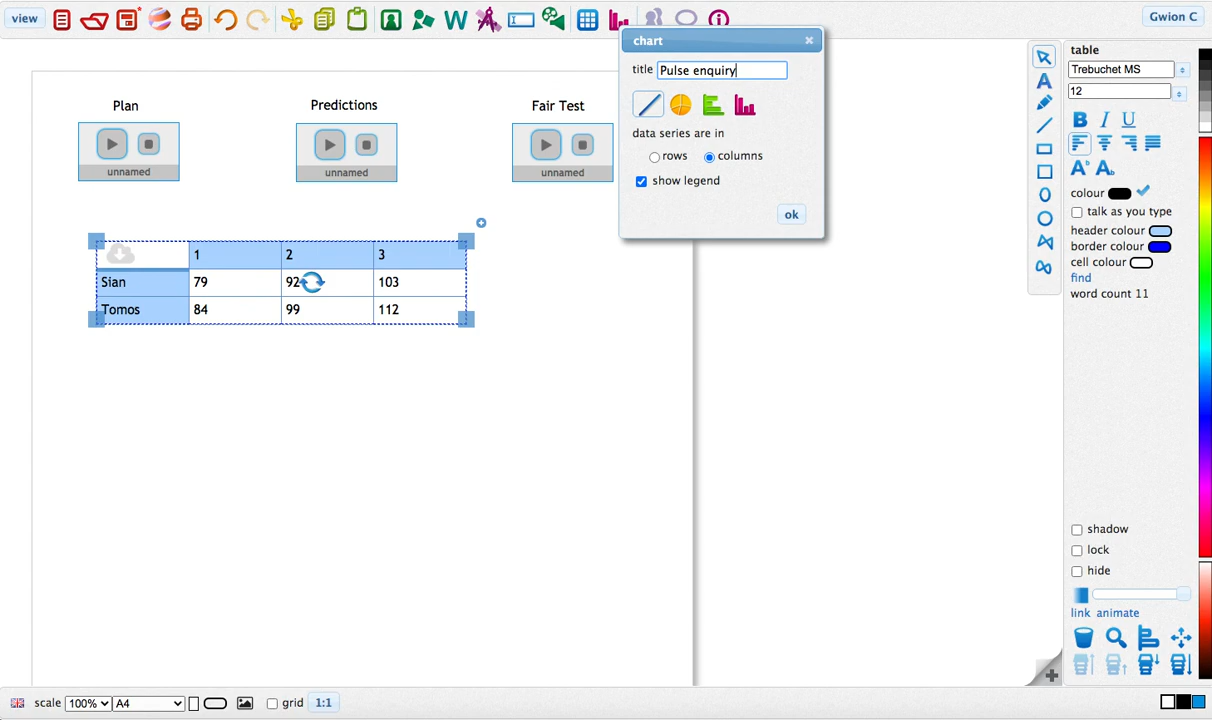 view
Gwion C
chart
title Pulse enquiry
data series are in
rows columns
show legend
ok
Plan Predictions Fair Test
unnamed unnamed unnamed
1 2 3
Sian 79 92 103
Tomos 84 99 112
table
Trebuchet MS
12
B I U
colour
talk as you type
header colour
border colour
cell colour
find
word count 11
shadow
lock
hide
link animate
scale 100% A4 grid 1:1